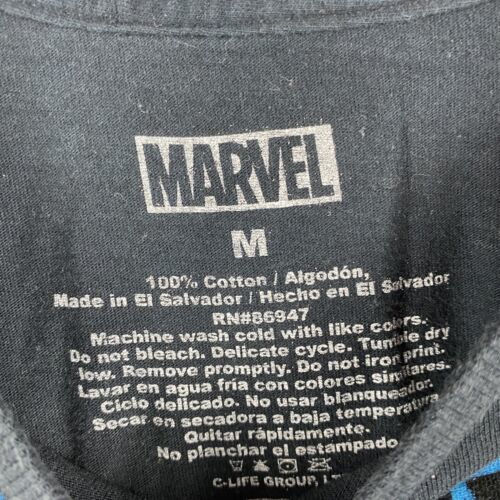 MARVEL
M
100% Cotton / Algodón,
Made in El Salvador / Hecho en El Salvador
RN#86947
Machine wash cold with like colors.
Do not bleach. Delicate cycle. Tumble dry
low. Remove promptly. Do not iron print.
Lavar en agua fria con colores similares.
Ciclo delicado. No usar blanqueador.
Secar en secadora a baja temperatura
Quitar rápidamente.
No planchar el estampado
C-LIFE GROUP,